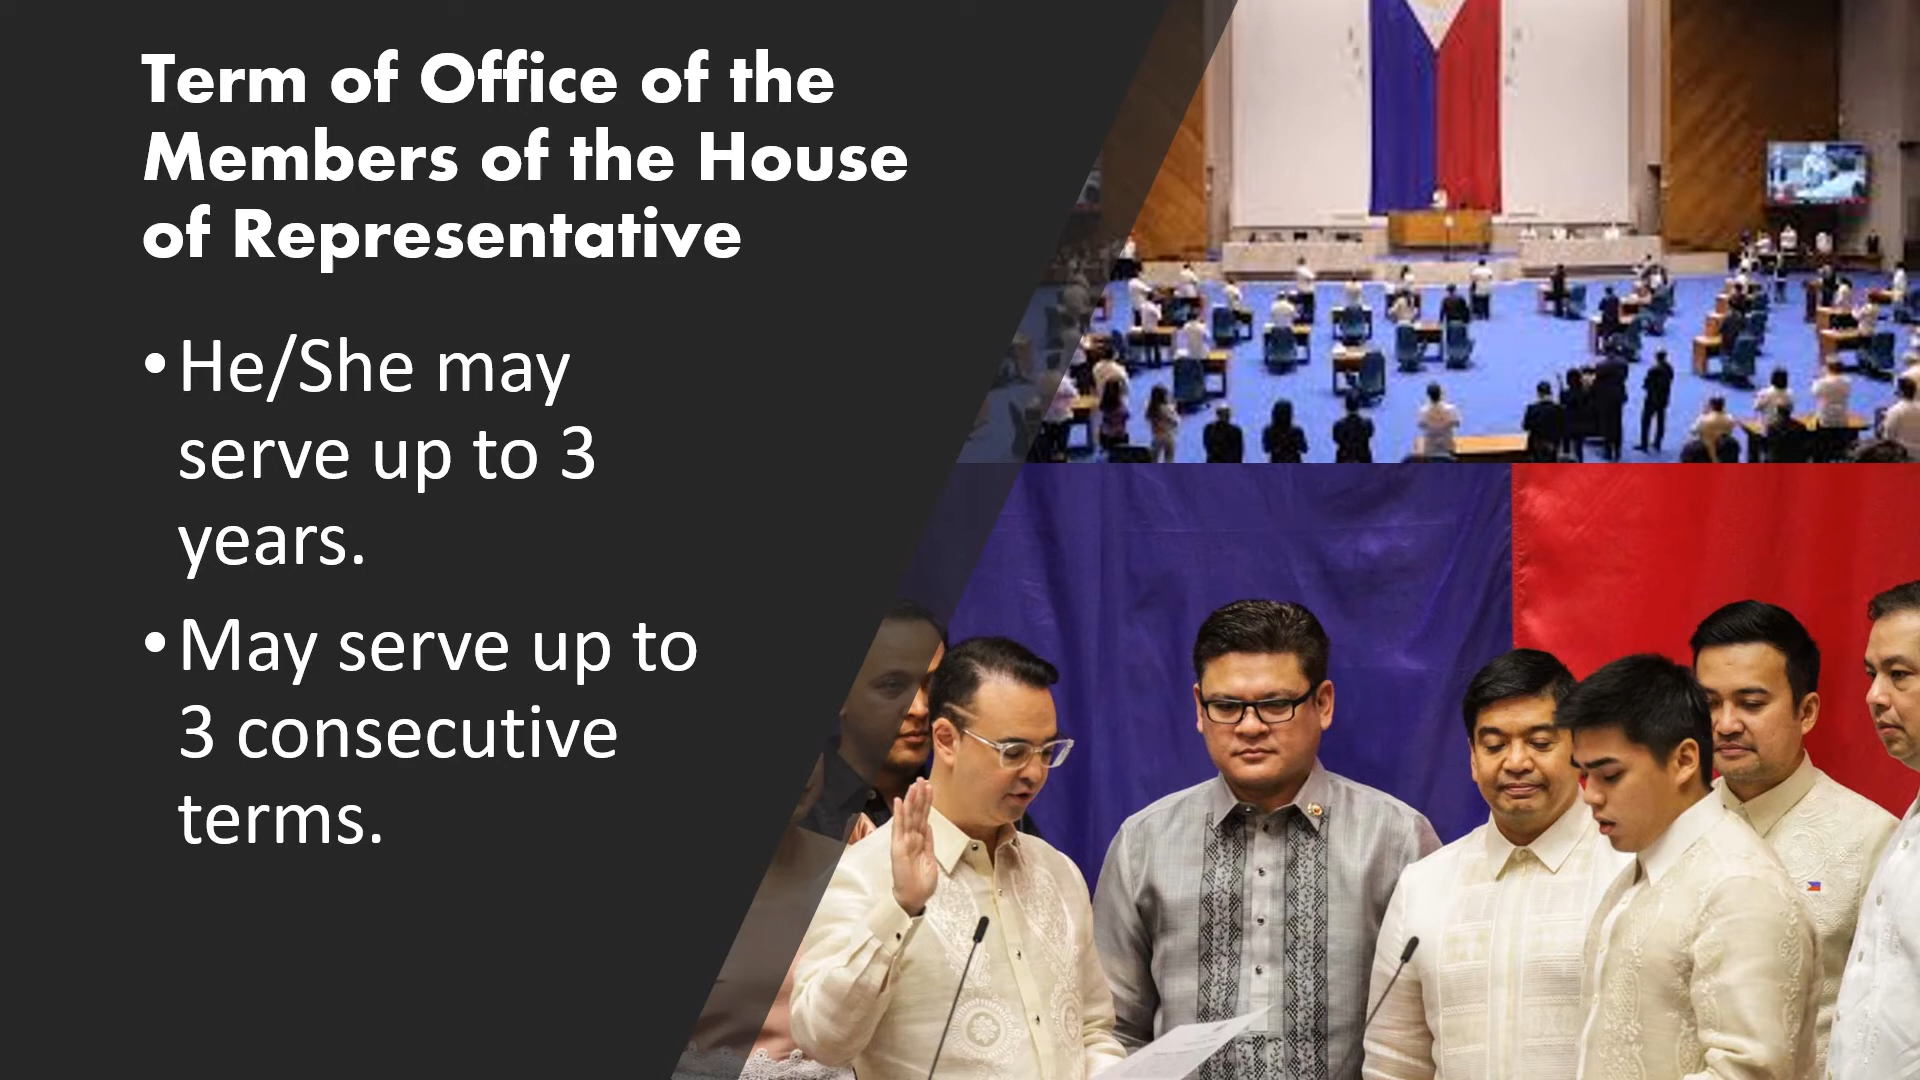 Term of Office of the
Members of the House
of Representative
•He/She may
serve up to 3
years.
•May serve up to
3 consecutive
terms.